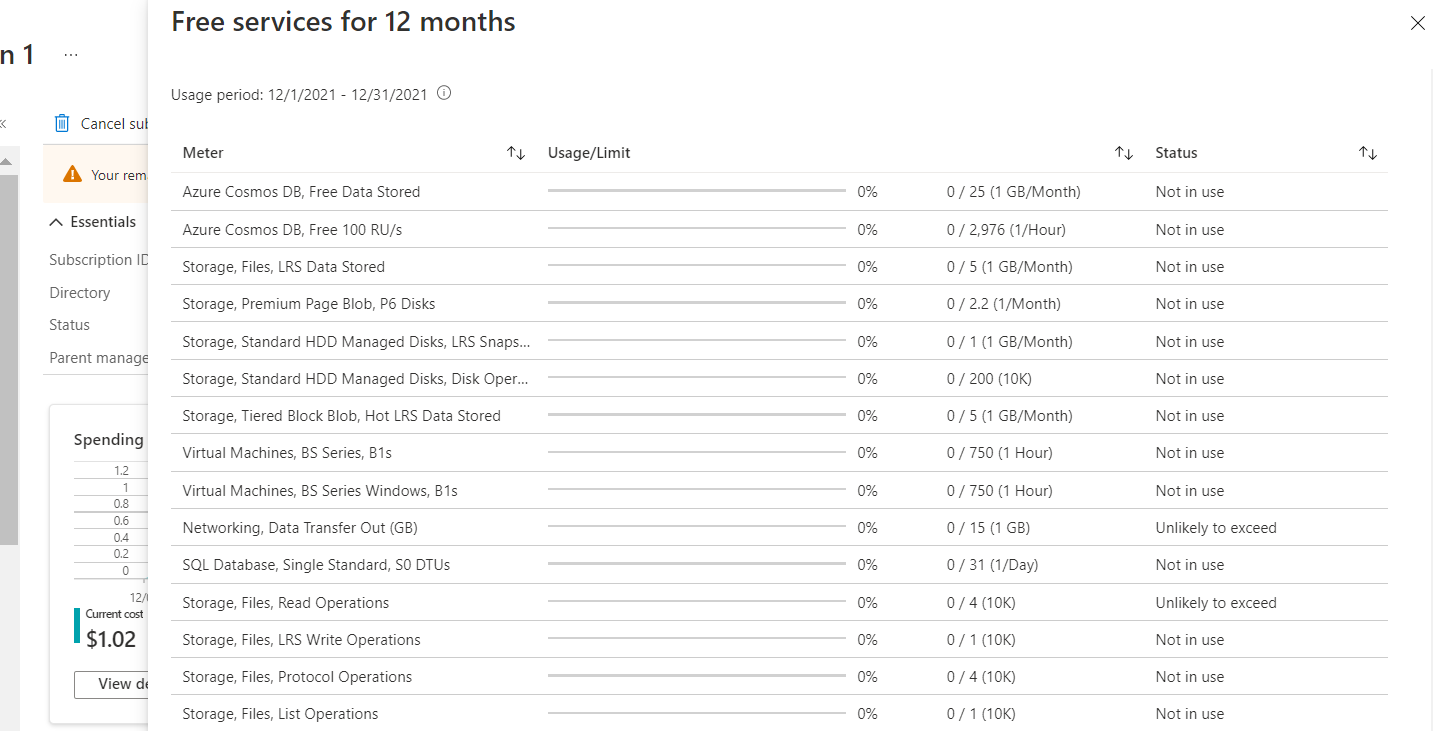 Free services for 12 months
n 1 ...
Usage period: 12/1/2021 - 12/31/2021
Cancel sub
Meter Usage/Limit Status
Your rem
Azure Cosmos DB, Free Data Stored 0% 0 / 25 (1 GB/Month) Not in use
Essentials
Azure Cosmos DB, Free 100 RU/s 0% 0 / 2,976 (1/Hour) Not in use
Subscription ID
Storage, Files, LRS Data Stored 0% 0 / 5 (1 GB/Month) Not in use
Directory
Storage, Premium Page Blob, P6 Disks 0% 0 / 2.2 (1/Month) Not in use
Status
Storage, Standard HDD Managed Disks, LRS Snaps... 0% 0 / 1 (1 GB/Month) Not in use
Parent manage
Storage, Standard HDD Managed Disks, Disk Oper... 0% 0 / 200 (10K) Not in use
Storage, Tiered Block Blob, Hot LRS Data Stored 0% 0 / 5 (1 GB/Month) Not in use
Spending
Virtual Machines, BS Series, B1s 0% 0 / 750 (1 Hour) Not in use
1.2
1
Virtual Machines, BS Series Windows, B1s 0% 0 / 750 (1 Hour) Not in use
0.8
0.6
Networking, Data Transfer Out (GB) 0% 0 / 15 (1 GB) Unlikely to exceed
0.4
0.2
SQL Database, Single Standard, S0 DTUs 0% 0 / 31 (1/Day) Not in use
0
12/0
Storage, Files, Read Operations 0% 0 / 4 (10K) Unlikely to exceed
Current cost
$1.02
Storage, Files, LRS Write Operations 0% 0 / 1 (10K) Not in use
Storage, Files, Protocol Operations 0% 0 / 4 (10K) Not in use
View de
Storage, Files, List Operations 0% 0 / 1 (10K) Not in use